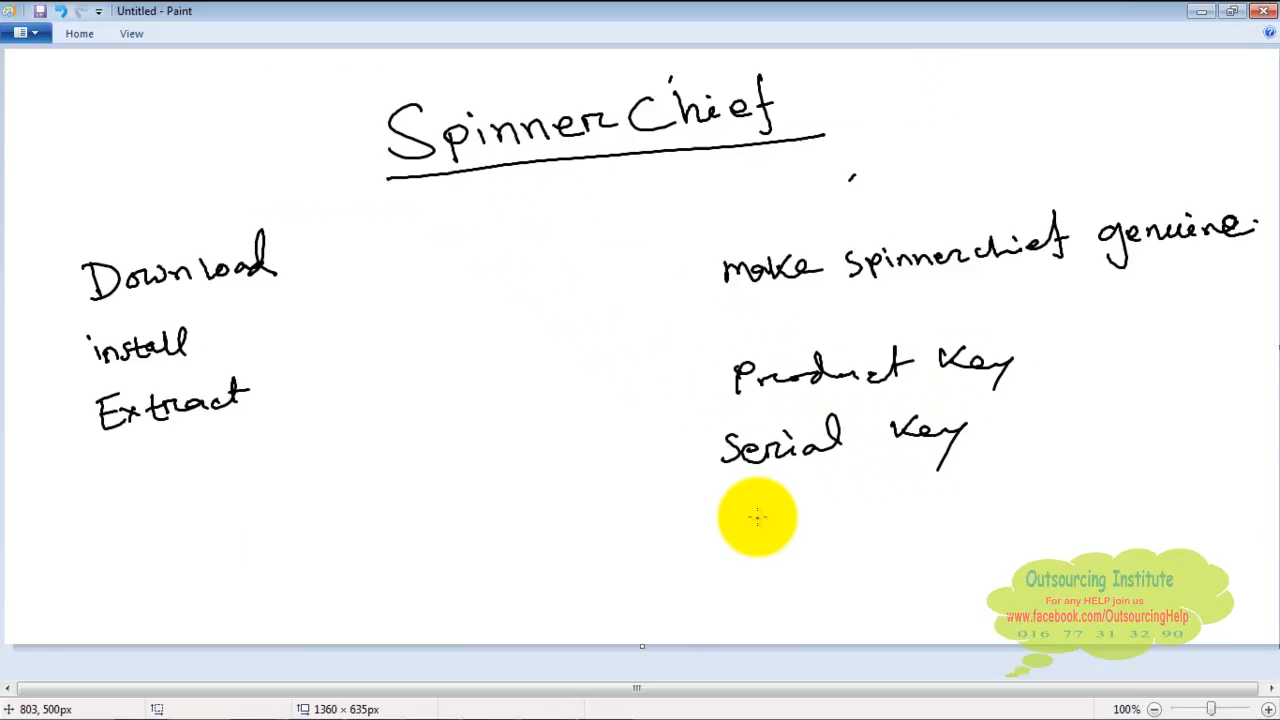 Untitled - Paint
Home View
SpinnerChief
Download
install
Extract
make spinnerchief genuine.
Product Key
Serial Key
Outsourcing Institute
For any HELP join us
www.facebook.com/OutsourcingHelp
016 77 31 32 90
803, 500px
1360 × 635px
100%